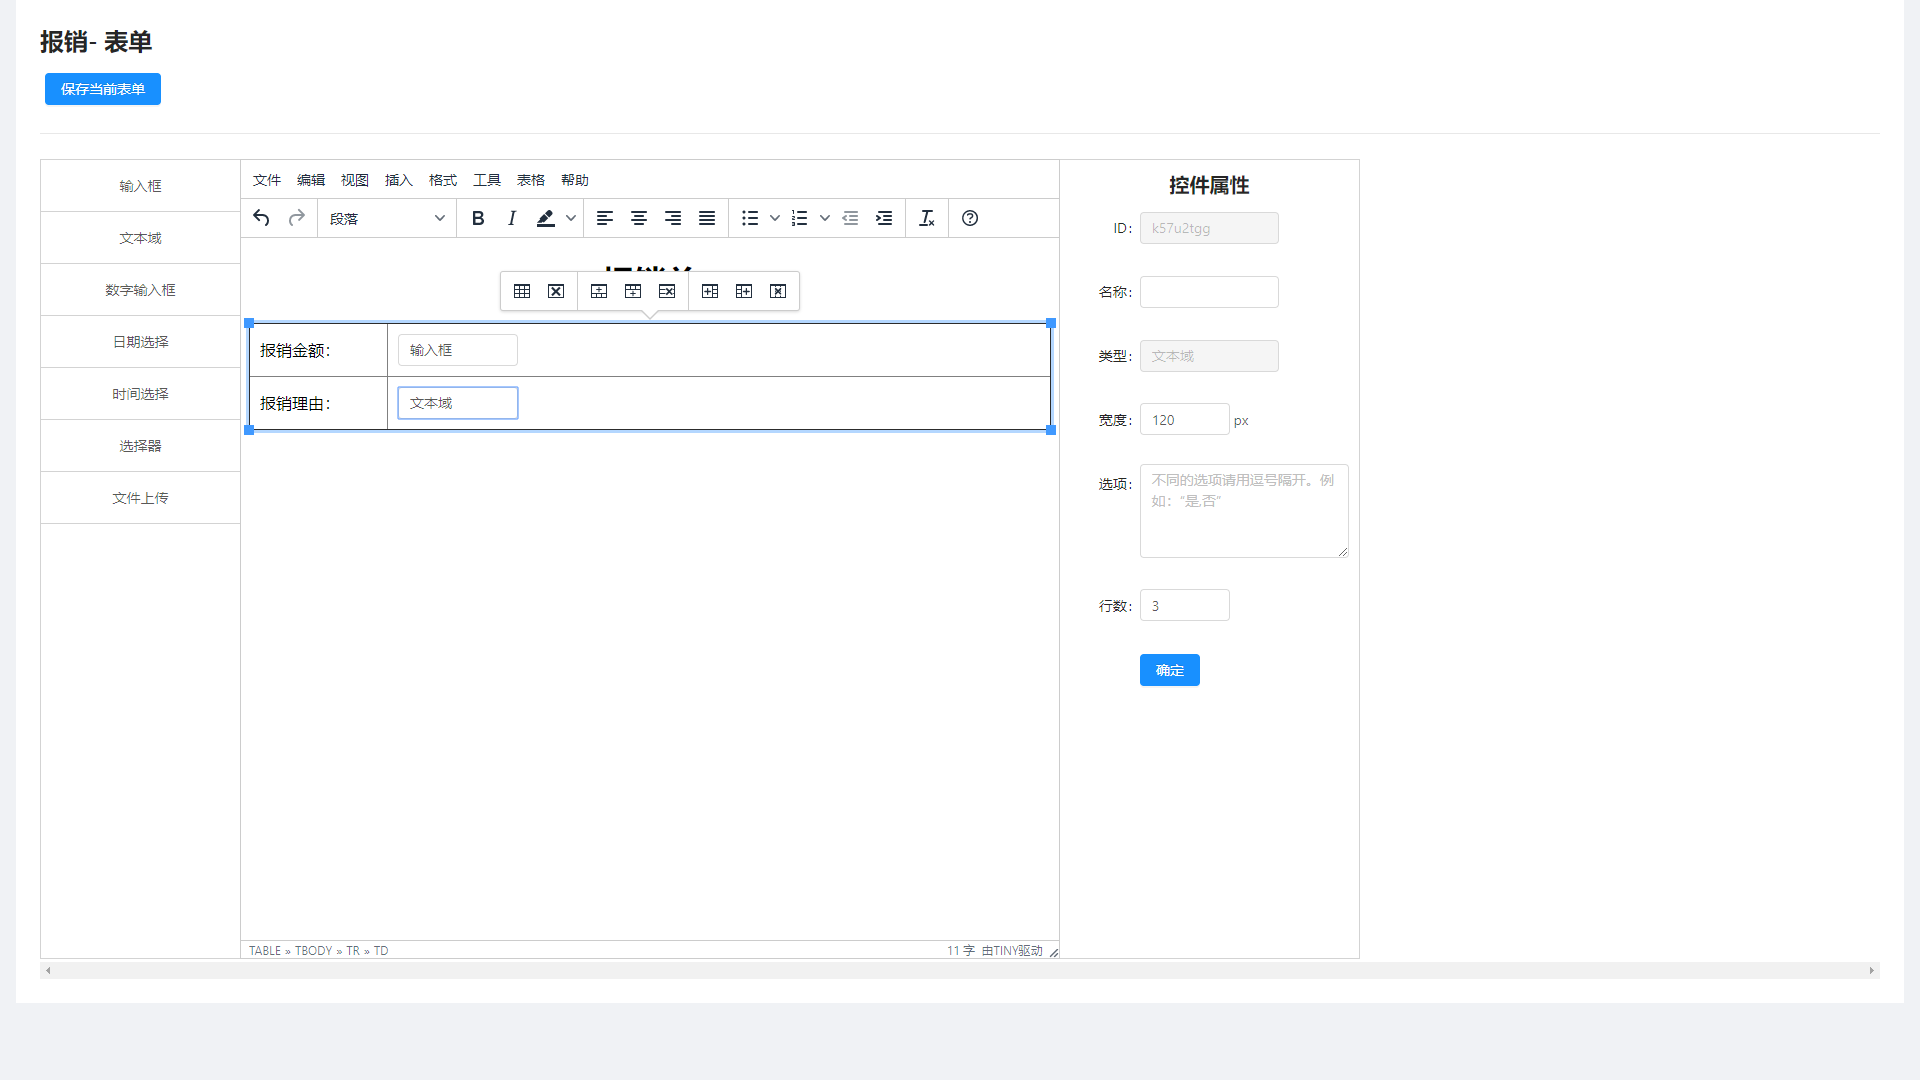 报销- 表单
保存当前表单
输入框
文本域
数字输入框
日期选择
时间选择
选择器
文件上传
文件 编辑 视图 插入 格式 工具 表格 帮助
段落
报销金额：
输入框
报销理由：
文本域
TABLE » TBODY » TR » TD
11 字 由TINY驱动
控件属性
ID：
k57u2tgg
名称：
类型：
文本域
宽度：
120
px
选项：
不同的选项请用逗号隔开。例
如：“是,否”
行数：
3
确定